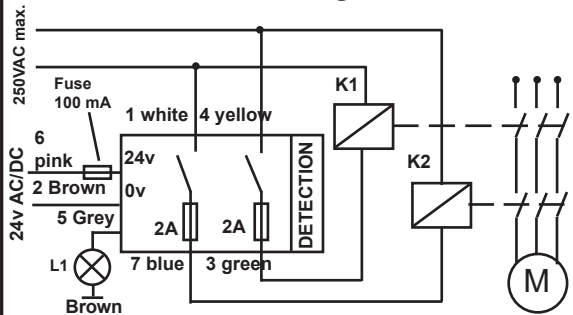 250VAC max.
Fuse
100 mA
K1
1 white 4 yellow
6
pink
24v
K2
2 Brown
0v
24v AC/DC
5 Grey
2A
2A
DETECTION
L1
7 blue
3 green
M
Brown